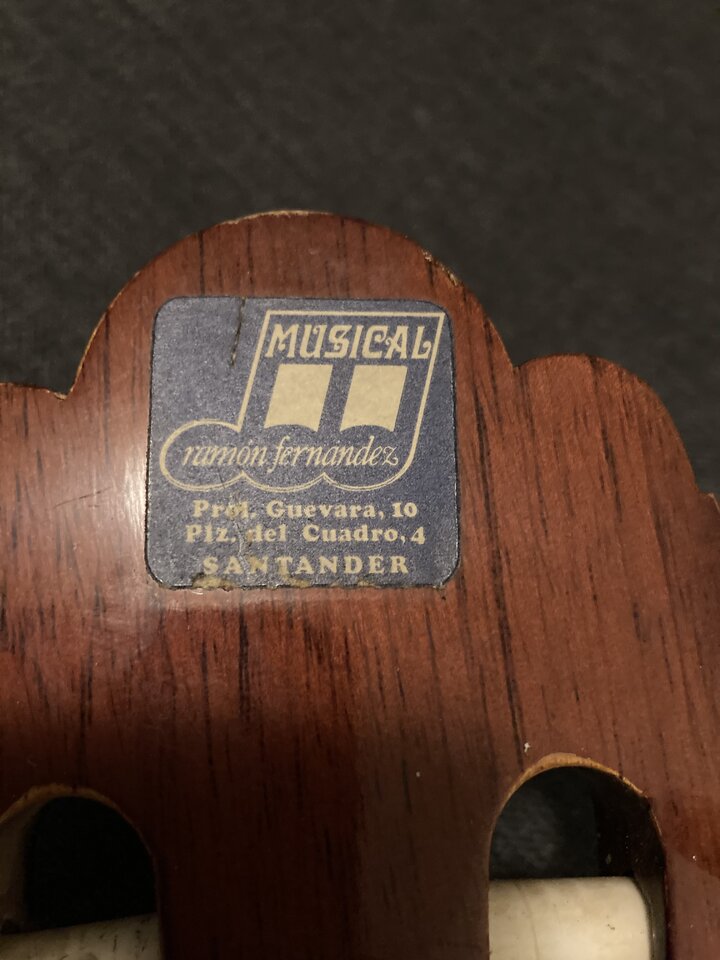 MUSICAL
ramón fernandez
Prol. Guevara, 10
Plz. del Cuadro, 4
SANTANDER